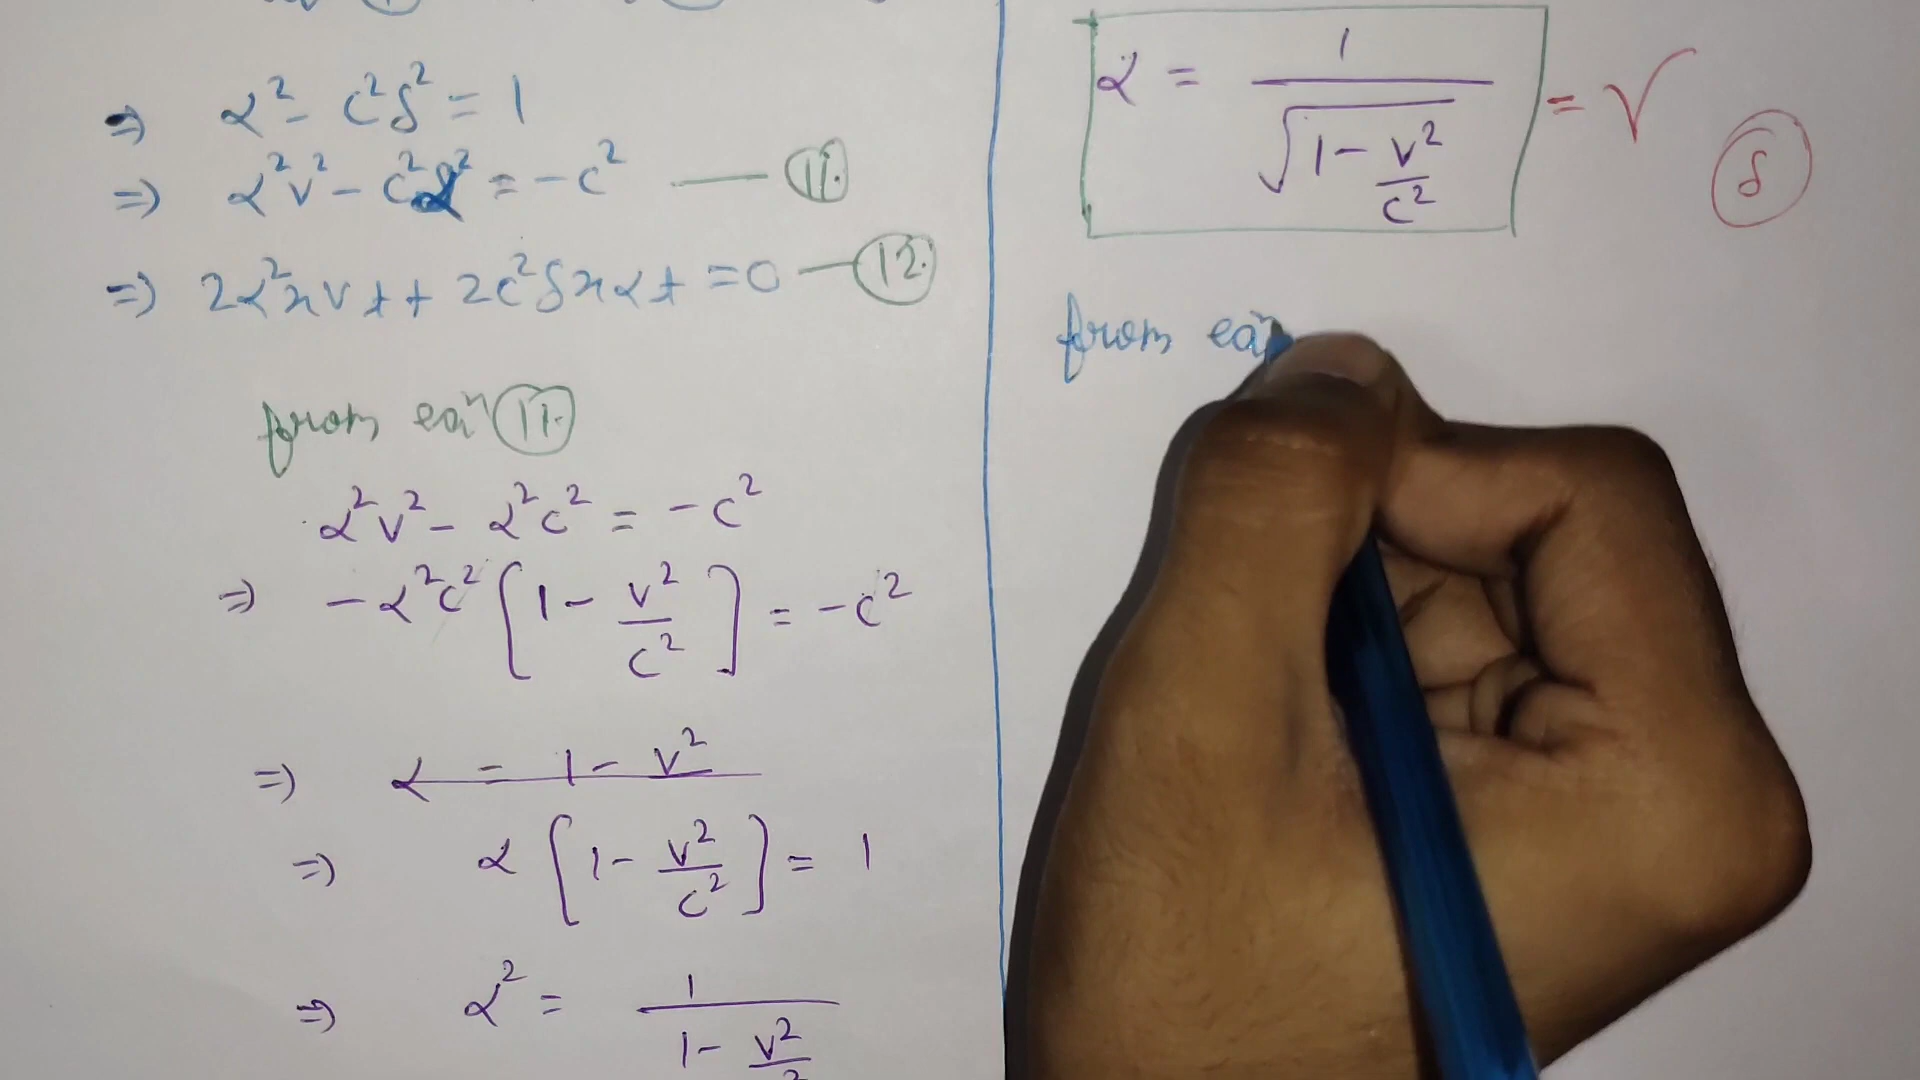 ⇒ α² - c²δ² = 1
⇒ α²v² - c²α² = -c² — 11.
⇒ 2α²xvt + 2c²δxαt = 0 — 12.
from eqⁿ 11.
α²v² - α²c² = -c²
⇒ -α²c² [1 - v²/c²] = -c²
⇒ α = 1 - v²
⇒ α [1 - v²/c²] = 1
⇒ α² = 1/(1 - v²
α = 1/√(1 - v²/c²) = γ
δ
from eqⁿ